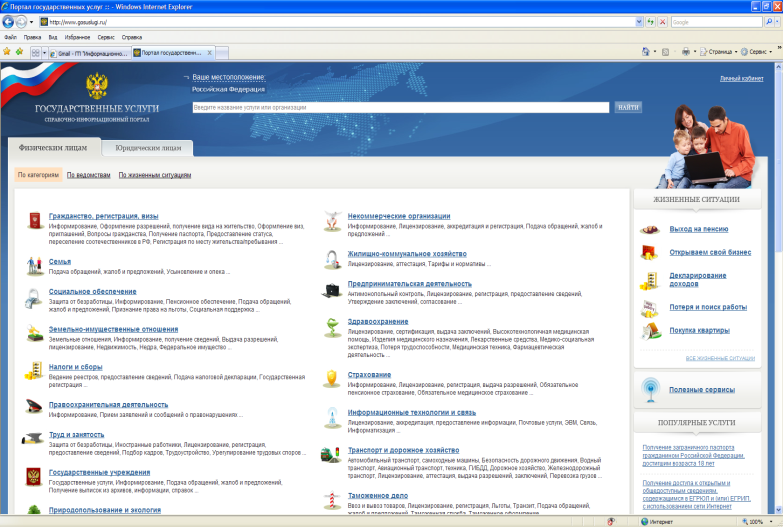 Портал государственных услуг :: - Windows Internet Explorer
http://www.gosuslugi.ru/
Google
Файл Правка Вид Избранное Сервис Справка
Gmail - ITI "Информационно...
Портал государственн...
Страница
Сервис
Ваше местоположение:
Российская Федерация
Личный кабинет
Введите название услуги или организации
НАЙТИ
ГОСУДАРСТВЕННЫЕ УСЛУГИ
СПРАВОЧНО-ИНФОРМАЦИОННЫЙ ПОРТАЛ
Физическим лицам
Юридическим лицам
По категориям По ведомствам По жизненным ситуациям
Гражданство, регистрация, визы
Информирование, Оформление разрешений, получение вида на жительство, Оформление виз,
приглашений, Вопросы гражданства, Получение паспорта, Предоставление статуса,
переселение соотечественников в РФ, Регистрация по месту жительства/пребывания ...
Семья
Подача обращений, жалоб и предложений, Усыновление и опека ...
Социальное обеспечение
Защита от безработицы, Информирование, Пенсионное обеспечение, Подача обращений,
жалоб и предложений, Признание права на льготы, Социальная поддержка ...
Земельно-имущественные отношения
Земельные отношения, Информирование, получение сведений, Выдача разрешений,
лицензирование, Недвижимость, Недра, Федеральное имущество ...
Налоги и сборы
Ведение реестров, предоставление сведений, Подача налоговой декларации, Государственная
регистрация ...
Правоохранительная деятельность
Информирование, Прием заявлений и сообщений о правонарушениях ...
Труд и занятость
Защита от безработицы, Иностранные работники, Лицензирование, регистрация,
предоставление сведений, Подбор кадров, Трудоустройство, Урегулирование трудовых споров ...
Государственные учреждения
Государственные услуги, Информирование, Подача обращений, жалоб и предложений,
Получение выписок из архивов, информации, справок ...
Природопользование и экология
Некоммерческие организации
Информирование, Лицензирование, аккредитация и регистрация, Подача обращений, жалоб и
предложений ...
Жилищно-коммунальное хозяйство
Лицензирование, аттестация, Тарифы и нормативы ...
Предпринимательская деятельность
Антимонопольный контроль, Лицензирование, регистрация, предоставление сведений,
Утверждение заключений, согласование ...
Здравоохранение
Лицензирование, сертификация, выдача заключений, Высокотехнологичная медицинская
помощь, Изделия медицинского назначения, Лекарственные средства, Медико-социальная
экспертиза, Потеря трудоспособности, Медицинская техника, Фармацевтическая
деятельность ...
Страхование
Информирование, Лицензирование, регистрация, выдача разрешений, Обязательное
пенсионное страхование, Обязательное медицинское страхование ...
Информационные технологии и связь
Лицензирование, аккредитация, предоставление информации, Почтовые услуги, ЭВМ, Связь,
Информатизация ...
Транспорт и дорожное хозяйство
Автомобильный транспорт, самоходные машины, Безопасность дорожного движения, Водный
транспорт, Авиационный транспорт, техника, ГИБДД, Дорожное хозяйство, Железнодорожный
транспорт, Лицензирование, аттестация, выдача разрешений, заключений, Перевозка грузов ...
Таможенное дело
Ввоз и вывоз товаров, Лицензирование, регистрация, Льготы, Транзит, Подача обращений,
жалоб и предложений, Таможенная служба, Таможенное оформление
ЖИЗНЕННЫЕ СИТУАЦИИ
Выход на пенсию
Открываем свой бизнес
Декларирование
доходов
Потеря и поиск работы
Покупка квартиры
ВСЕ ЖИЗНЕННЫЕ СИТУАЦИИ
Полезные сервисы
ПОПУЛЯРНЫЕ УСЛУГИ
Получение заграничного паспорта
гражданином Российской Федерации,
достигшим возраста 18 лет
Получение доступа к открытым и
общедоступным сведениям,
содержащимся в ЕГРЮЛ и (или) ЕГРИП,
с использованием сети Интернет
Интернет
100%